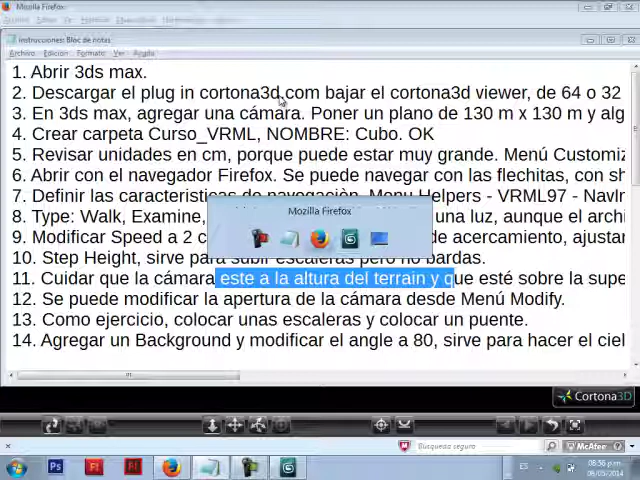 Mozilla Firefox
instrucciones: Bloc de notas
Archivo Edicion Formato Ver Ayuda
1. Abrir 3ds max.
2. Descargar el plug in cortona3d.com bajar el cortona3d viewer, de 64 o 32
3. En 3ds max, agregar una cámara. Poner un plano de 130 m x 130 m y alg
4. Crear carpeta Curso_VRML, NOMBRE: Cubo. OK
5. Revisar unidades en cm, porque puede estar muy grande. Menú Customiz
6. Abrir con el navegador Firefox. Se puede navegar con las flechitas, con sh
7. Definir las caracteristicas de navegación. Menu Helpers - VRML97 - NavIn
8. Type: Walk, Examine, una luz, aunque el archi
Mozilla Firefox
9. Modificar Speed a 2 c de acercamiento, ajusta
10. Step Height, sirve para subir escaleras pero no bardas.
11. Cuidar que la cámara este a la altura del terrain y que esté sobre la supe
12. Se puede modificar la apertura de la cámara desde Menú Modify.
13. Como ejercicio, colocar unas escaleras y colocar un puente.
14. Agregar un Background y modificar el angle a 80, sirve para hacer el ciel
Cortona3D
Búsqueda segura McAfee
Ps Fl Fl ES 08:36 p.m.
08/05/2014